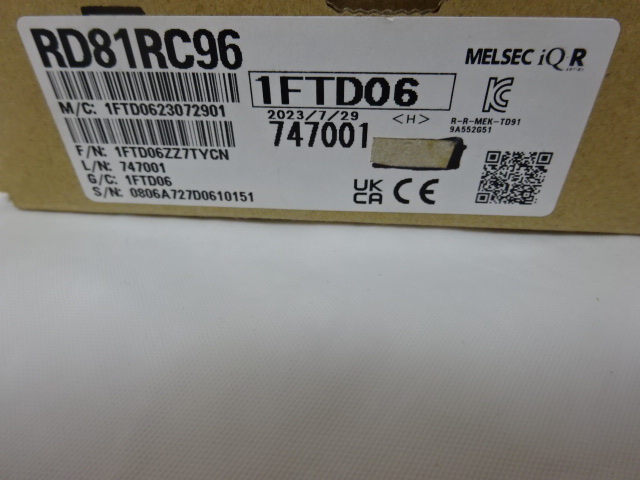 RD81RC96
MELSEC iQ-R
series
1FTD06
M/C: 1FTD0623072901
2023/7/29
<H>
R-R-MEK-TD91
9A552G51
747001
F/N: 1FTD06ZZ7TYCN
L/N: 747001
G/C: 1FTD06
S/N: 0806A727D0610151
UK
CA CE